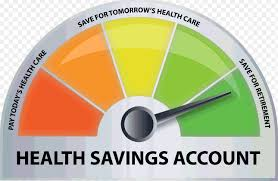 PAY TODAY'S HEALTH CARE
SAVE FOR TOMORROW'S HEALTH CARE
SAVE FOR RETIREMENT
HEALTH SAVINGS ACCOUNT